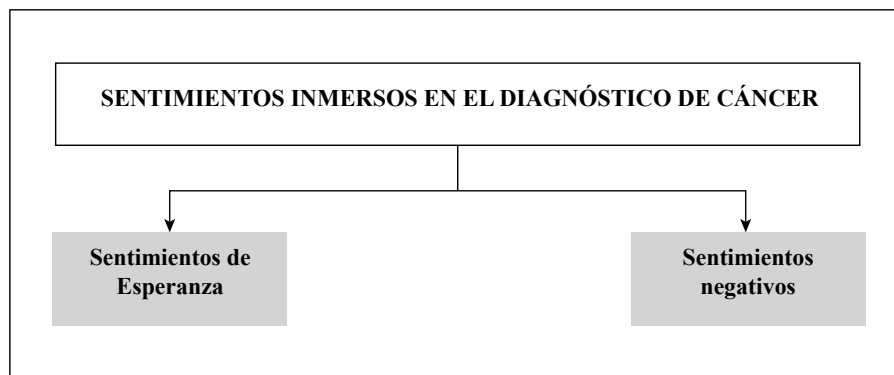 SENTIMIENTOS INMERSOS EN EL DIAGNÓSTICO DE CÁNCER
Sentimientos de
Esperanza
Sentimientos
negativos